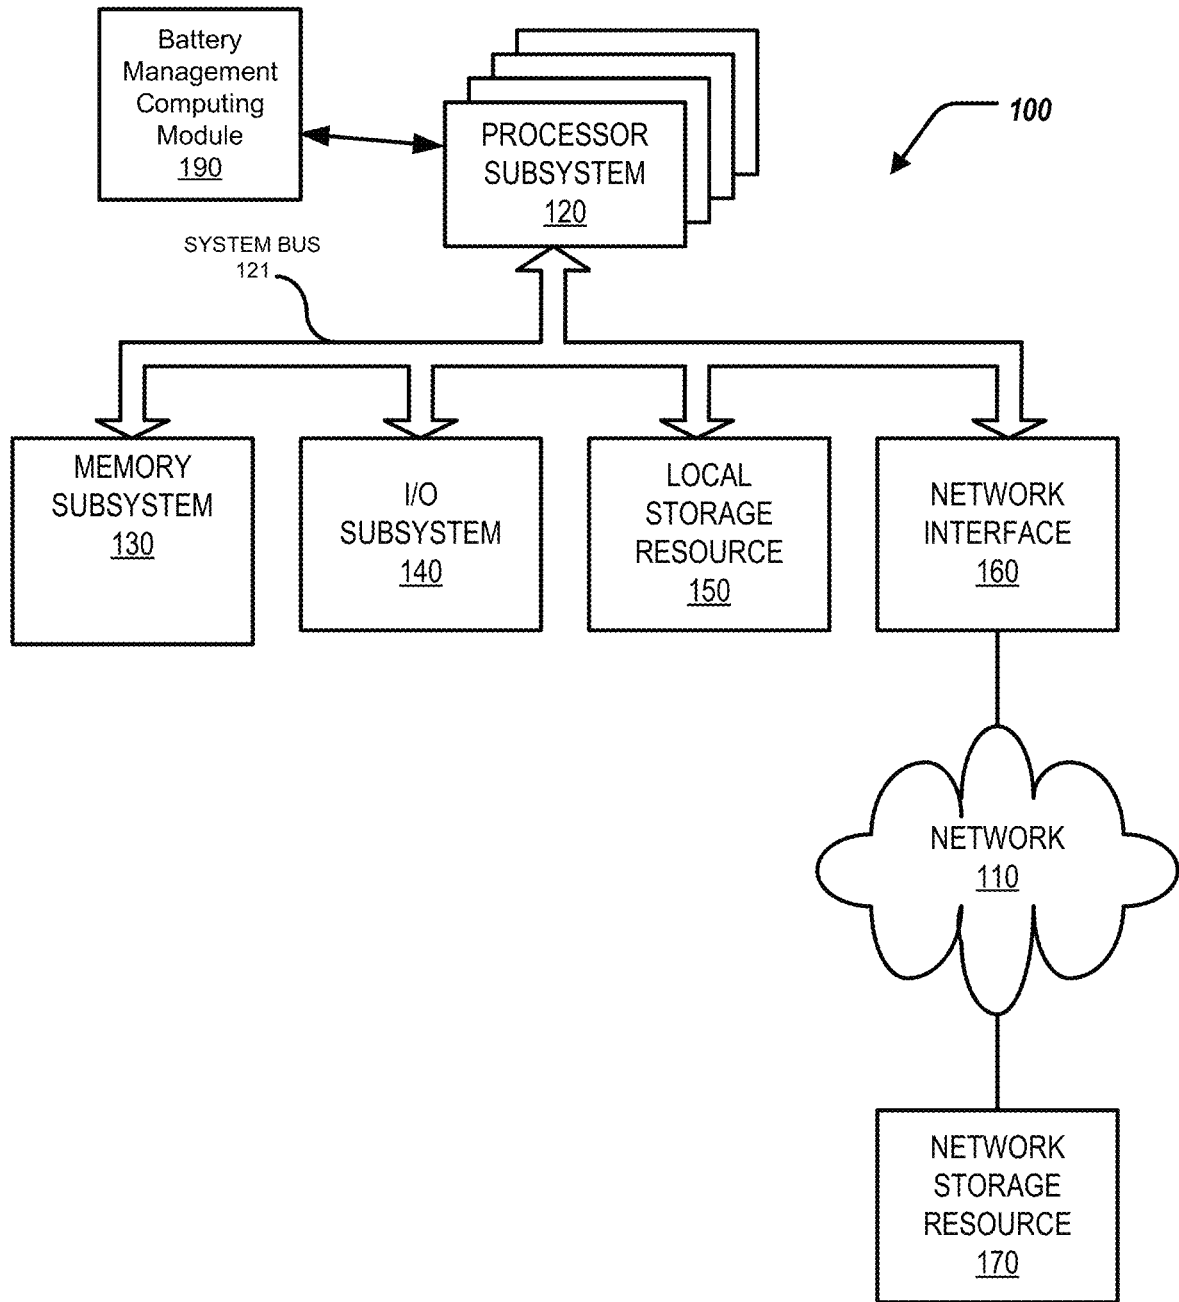 Battery
Management
Computing
Module
190
PROCESSOR
SUBSYSTEM
120
100
SYSTEM BUS
121
MEMORY
SUBSYSTEM
130
I/O
SUBSYSTEM
140
LOCAL
STORAGE
RESOURCE
150
NETWORK
INTERFACE
160
NETWORK
110
NETWORK
STORAGE
RESOURCE
170